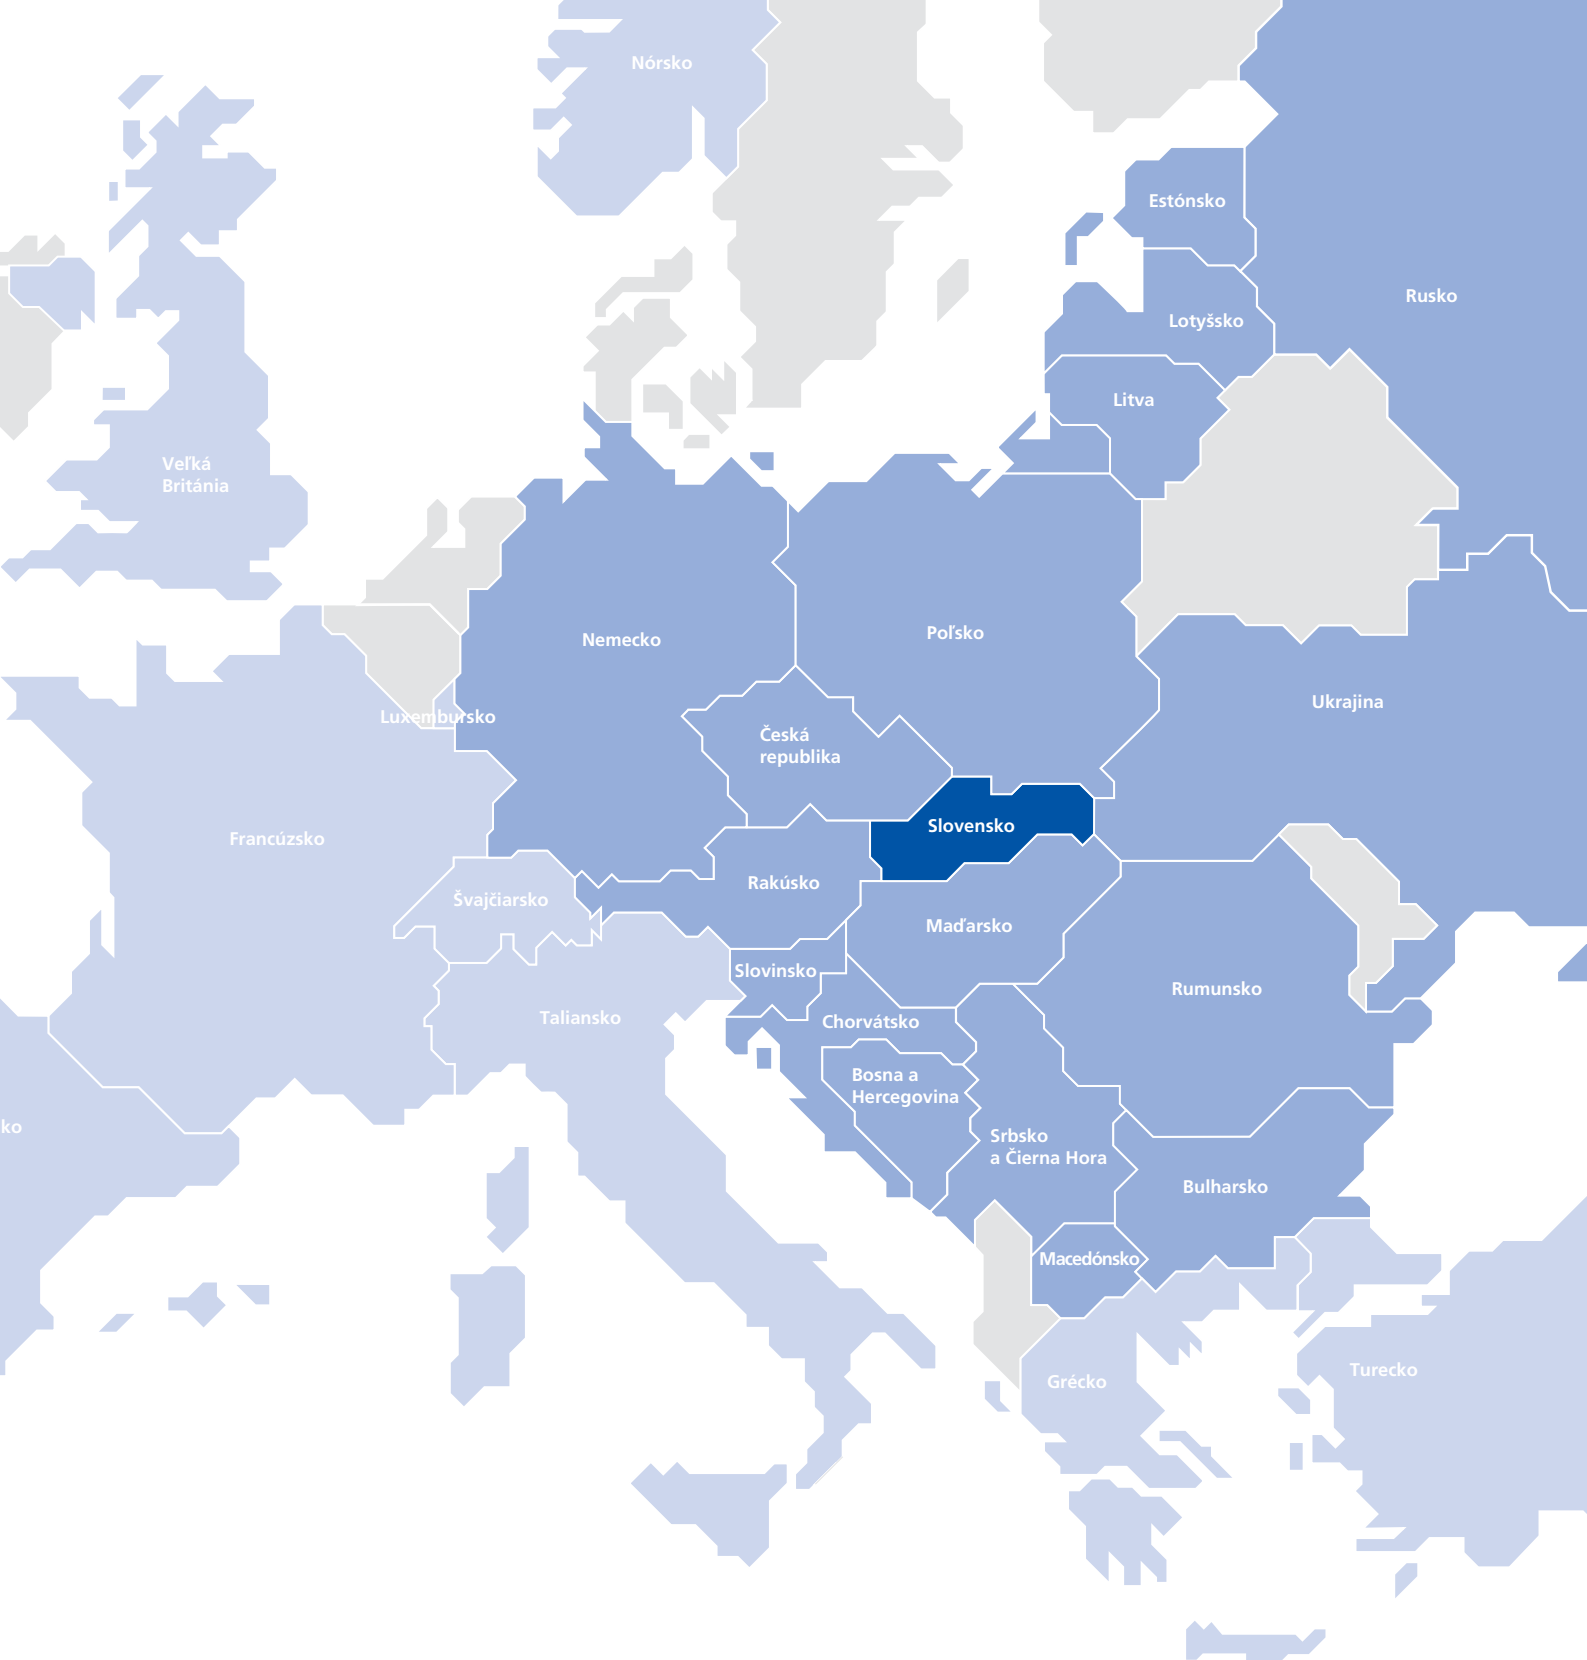 Nórsko
Estónsko
Rusko
Lotyšsko
Litva
Veľká
Británia
Nemecko
Poľsko
Ukrajina
Luxembursko
Česká
republika
Slovensko
Francúzsko
Rakúsko
Švajčiarsko
Maďarsko
Slovinsko
Rumunsko
Taliansko
Chorvátsko
Bosna a
Hercegovina
ko
Srbsko
a Čierna Hora
Bulharsko
Macedónsko
Turecko
Grécko